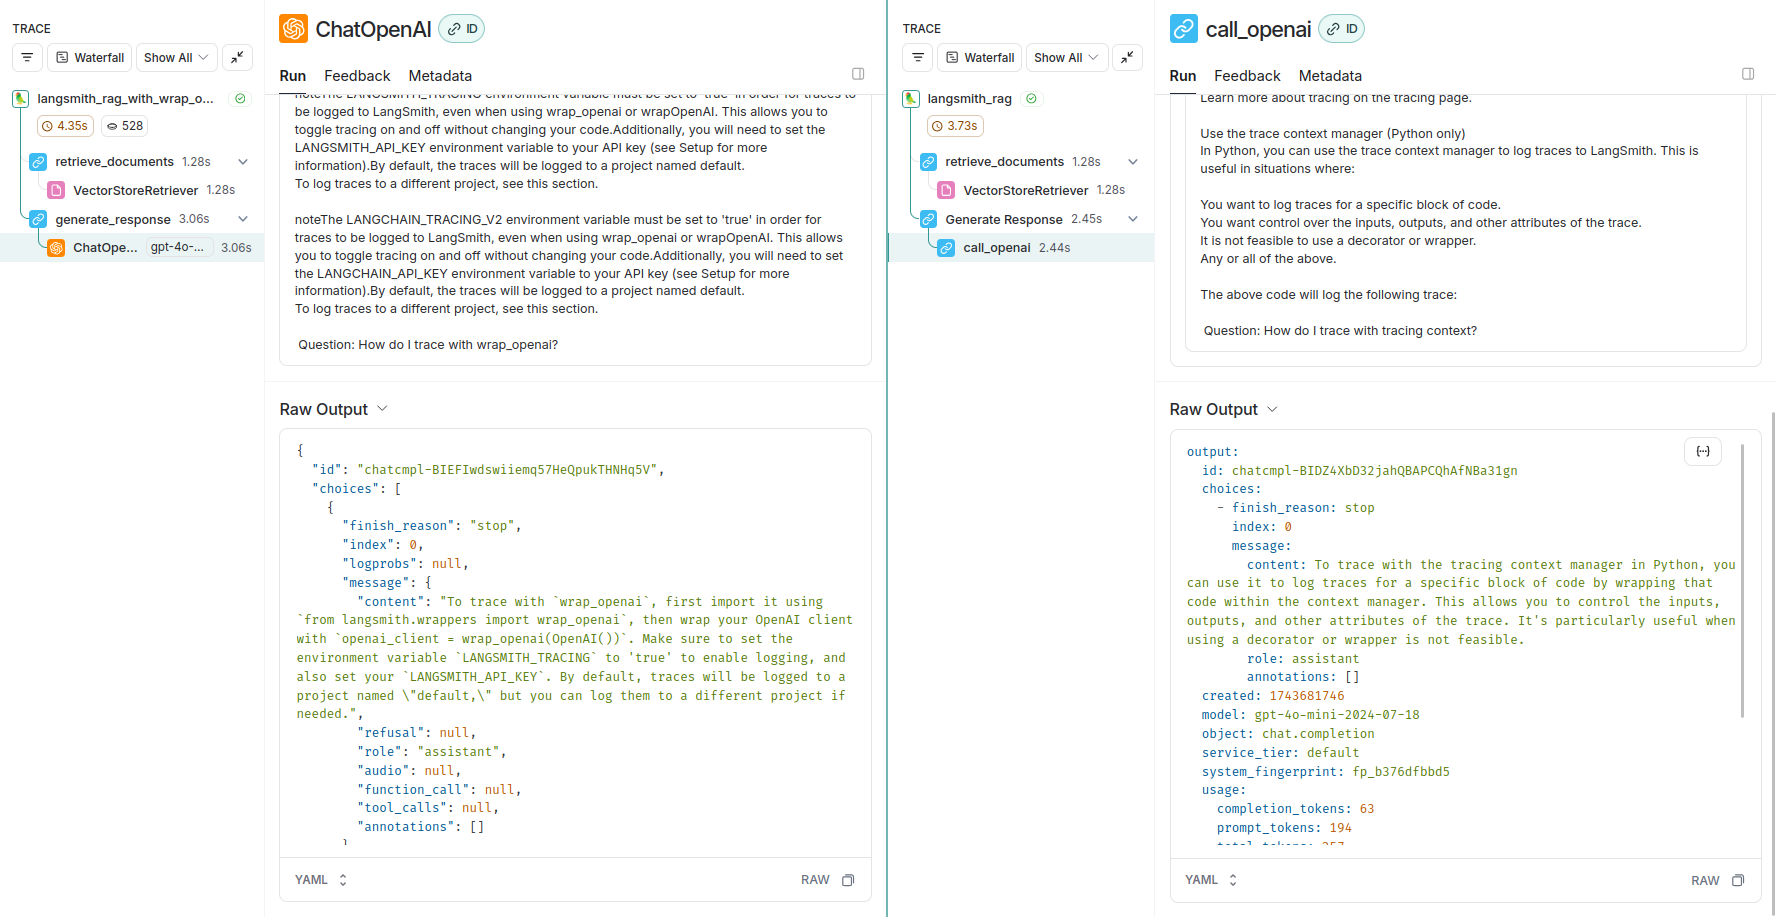 TRACE
Waterfall
Show All
langsmith_rag_with_wrap_o...
4.35s
528
retrieve_documents 1.28s
VectorStoreRetriever 1.28s
generate_response 3.06s
ChatOpe... gpt-4o-... 3.06s
ChatOpenAI
ID
Run Feedback Metadata
noteThe LANGSMITH_TRACING environment variable must be set to 'true' in order for traces to
be logged to LangSmith, even when using wrap_openai or wrapOpenAI. This allows you to
toggle tracing on and off without changing your code.Additionally, you will need to set the
LANGSMITH_API_KEY environment variable to your API key (see Setup for more
information).By default, the traces will be logged to a project named default.
To log traces to a different project, see this section.
noteThe LANGCHAIN_TRACING_V2 environment variable must be set to 'true' in order for
traces to be logged to LangSmith, even when using wrap_openai or wrapOpenAI. This allows
you to toggle tracing on and off without changing your code.Additionally, you will need to set
the LANGCHAIN_API_KEY environment variable to your API key (see Setup for more
information).By default, the traces will be logged to a project named default.
To log traces to a different project, see this section.
Question: How do I trace with wrap_openai?
Raw Output
{
"id": "chatcmpl-BIEFIwdswiiemq57HeQpukTHNHq5V",
"choices": [
{
"finish_reason": "stop",
"index": 0,
"logprobs": null,
"message": {
"content": "To trace with `wrap_openai`, first import it using
`from langsmith.wrappers import wrap_openai`, then wrap your OpenAI client
with `openai_client = wrap_openai(OpenAI())`. Make sure to set the
environment variable `LANGSMITH_TRACING` to 'true' to enable logging, and
also set your `LANGSMITH_API_KEY`. By default, traces will be logged to a
project named \"default,\" but you can log them to a different project if
needed.",
"refusal": null,
"role": "assistant",
"audio": null,
"function_call": null,
"tool_calls": null,
"annotations": []
}
YAML
RAW
TRACE
Waterfall
Show All
langsmith_rag
3.73s
retrieve_documents 1.28s
VectorStoreRetriever 1.28s
Generate Response 2.45s
call_openai 2.44s
call_openai
ID
Run Feedback Metadata
Learn more about tracing on the tracing page.
Use the trace context manager (Python only)
In Python, you can use the trace context manager to log traces to LangSmith. This is
useful in situations where:
You want to log traces for a specific block of code.
You want control over the inputs, outputs, and other attributes of the trace.
It is not feasible to use a decorator or wrapper.
Any or all of the above.
The above code will log the following trace:
Question: How do I trace with tracing context?
Raw Output
output:
id: chatcmpl-BIDZ4XbD32jahQBAPCQhAfNBa31gn
choices:
- finish_reason: stop
index: 0
message:
content: To trace with the tracing context manager in Python, you
can use it to log traces for a specific block of code by wrapping that
code within the context manager. This allows you to control the inputs,
outputs, and other attributes of the trace. It's particularly useful when
using a decorator or wrapper is not feasible.
role: assistant
annotations: []
created: 1743681746
model: gpt-4o-mini-2024-07-18
object: chat.completion
service_tier: default
system_fingerprint: fp_b376dfbbd5
usage:
completion_tokens: 63
prompt_tokens: 194
total_tokens: 257
YAML
RAW